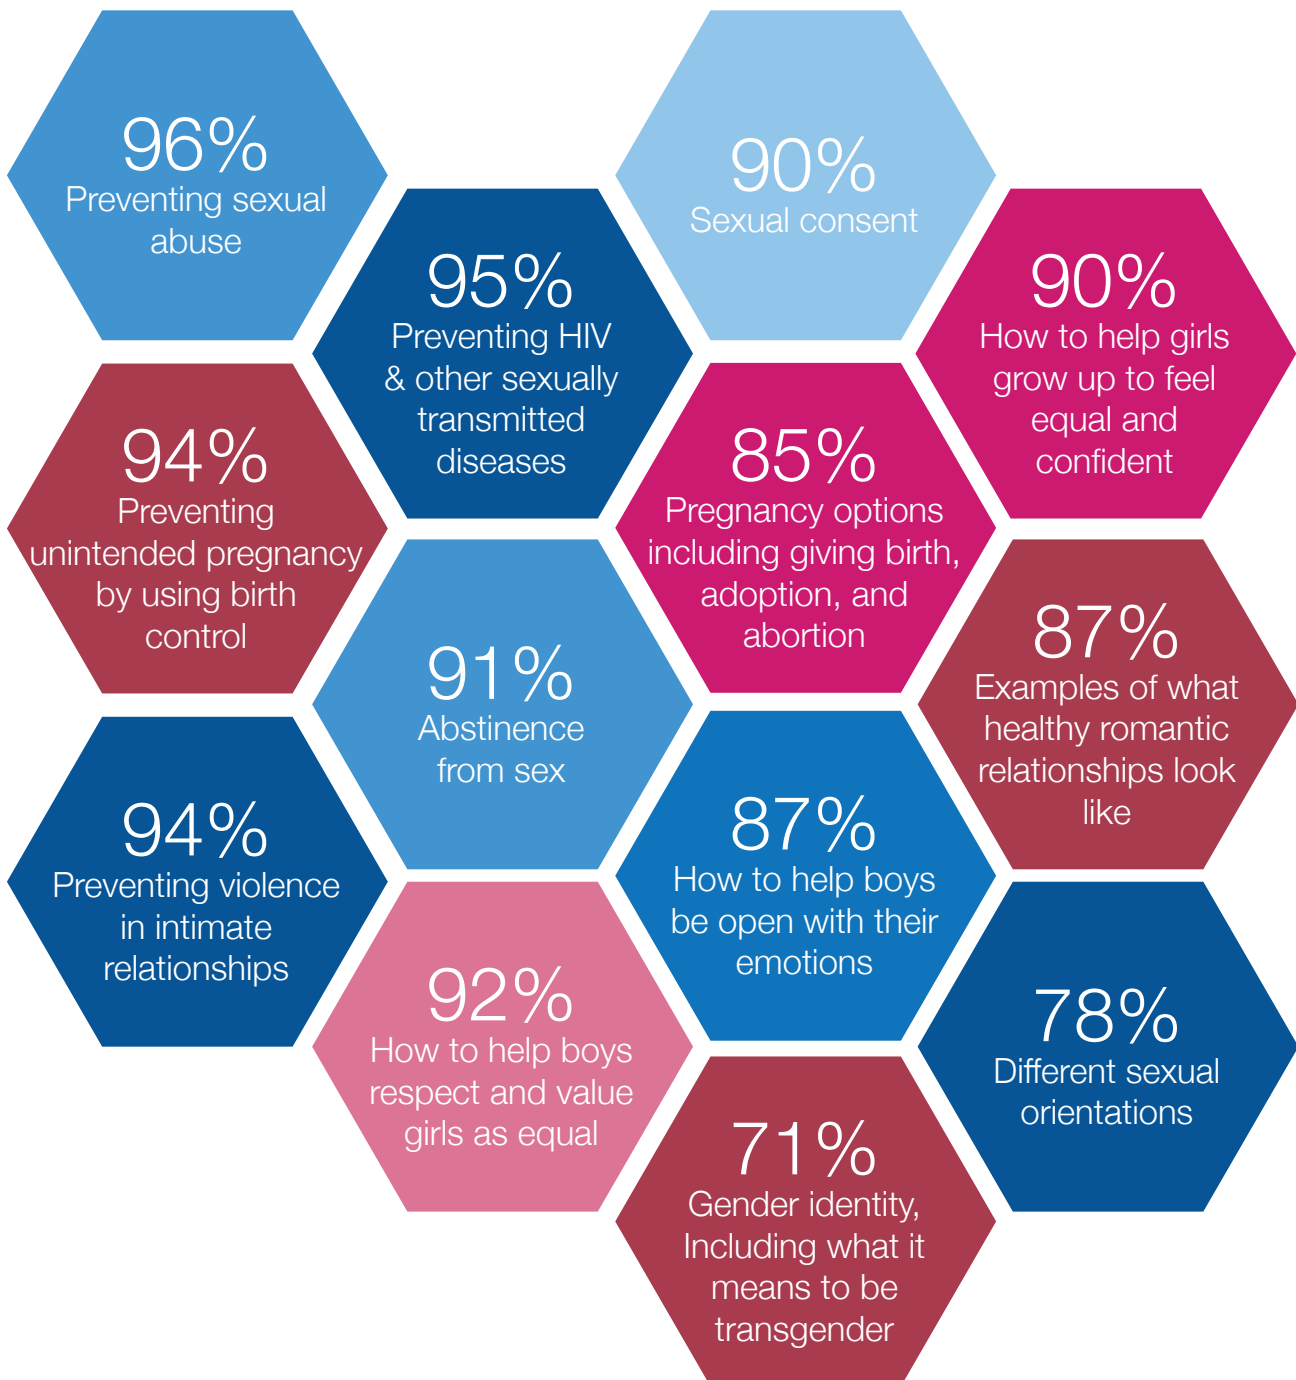 96%
Preventing sexual
abuse
90%
Sexual consent
95%
Preventing HIV
& other sexually
transmitted
diseases
90%
How to help girls
grow up to feel
equal and
confident
94%
Preventing
unintended pregnancy
by using birth
control
85%
Pregnancy options
including giving birth,
adoption, and
abortion
91%
Abstinence
from sex
87%
Examples of what
healthy romantic
relationships look
like
94%
Preventing violence
in intimate
relationships
87%
How to help boys
be open with their
emotions
92%
How to help boys
respect and value
girls as equal
78%
Different sexual
orientations
71%
Gender identity,
Including what it
means to be
transgender